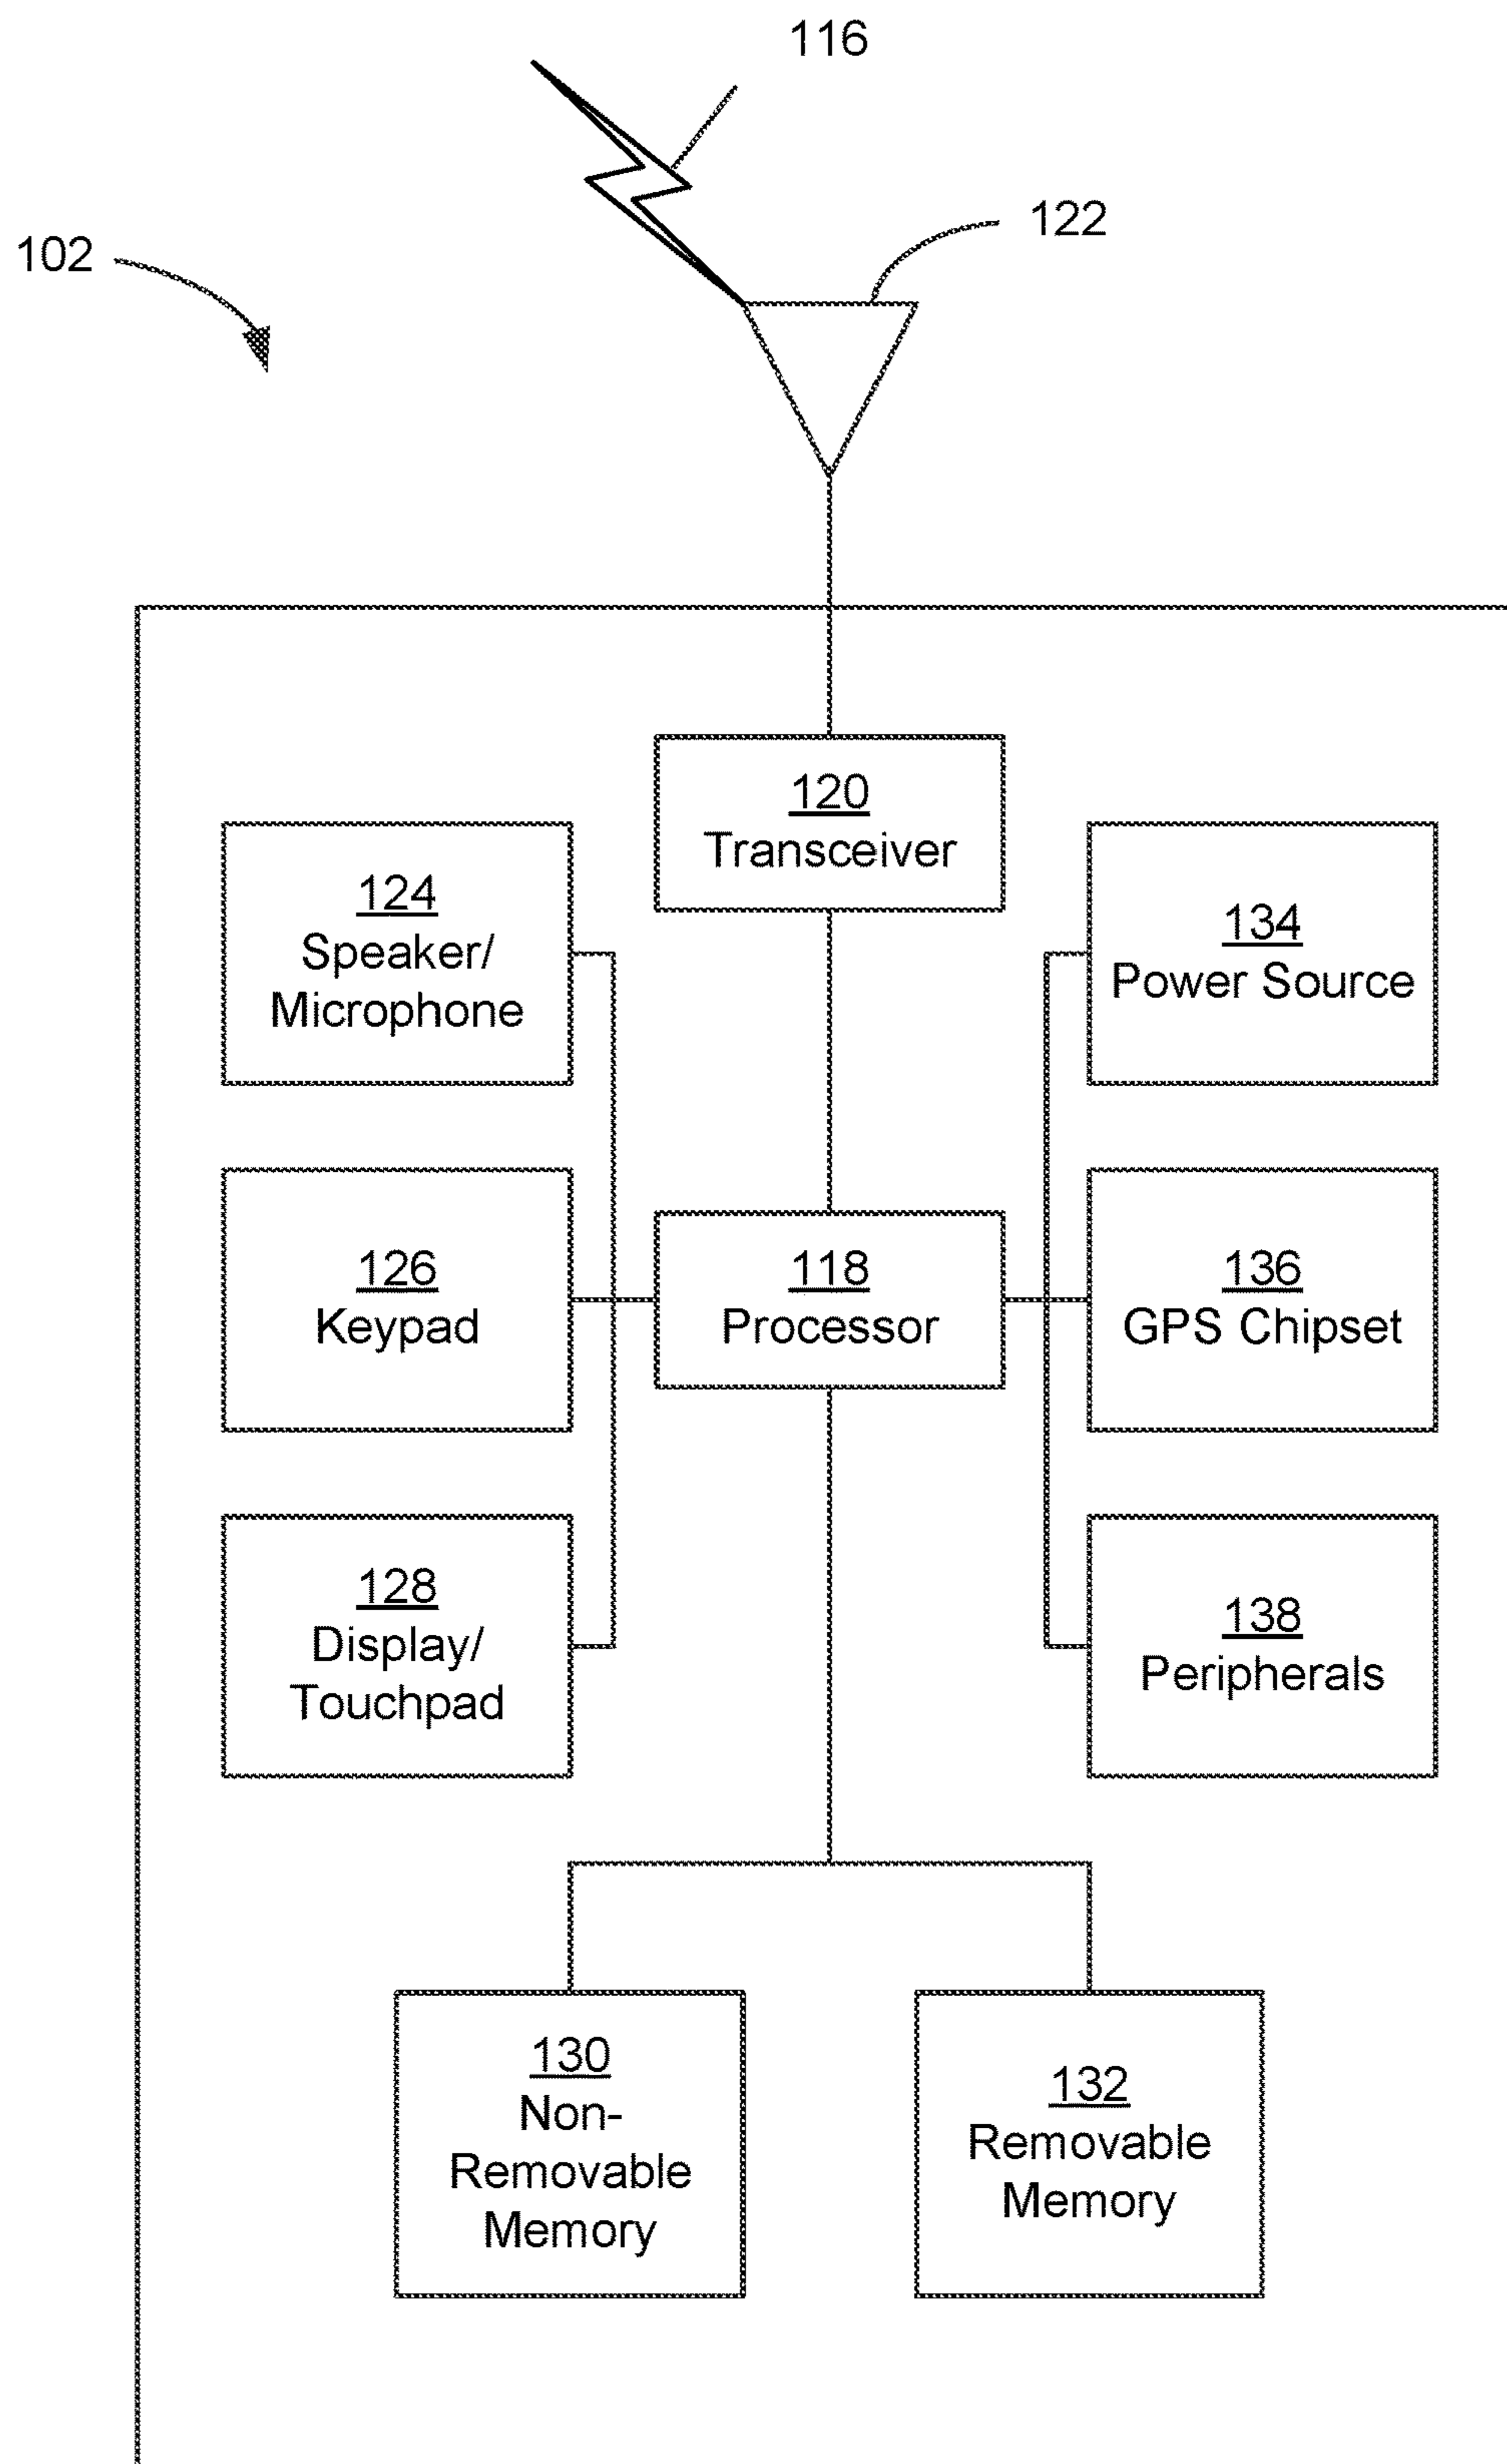 116
122
102
120
Transceiver
124
Speaker/
Microphone
134
Power Source
126
Keypad
118
Processor
136
GPS Chipset
128
Display/
Touchpad
138
Peripherals
130
Non-
Removable
Memory
132
Removable
Memory